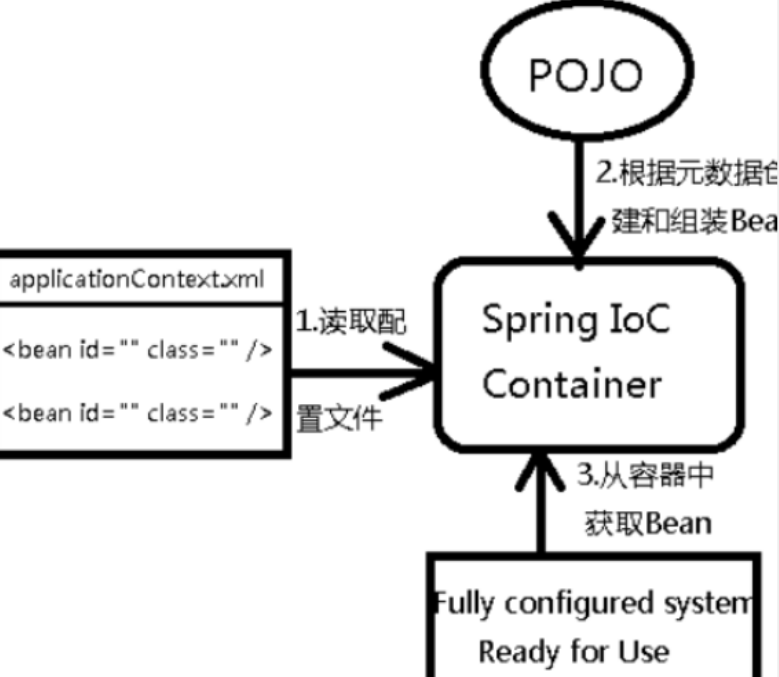 POJO
2.根据元数据
建和组装Bea
applicationContext.xml
<bean id="" class="" />
<bean id="" class="" />
1.读取配
置文件
Spring IoC
Container
3.从容器中
获取Bean
Fully configured system
Ready for Use